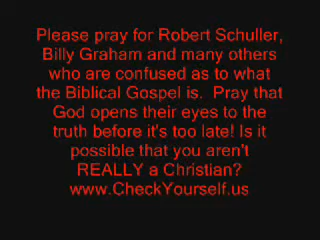 Please pray for Robert Schuller,
Billy Graham and many others
who are confused as to what
the Biblical Gospel is.  Pray that
God opens their eyes to the
truth before it's too late! Is it
possible that you aren't
REALLY a Christian?
www.CheckYourself.us